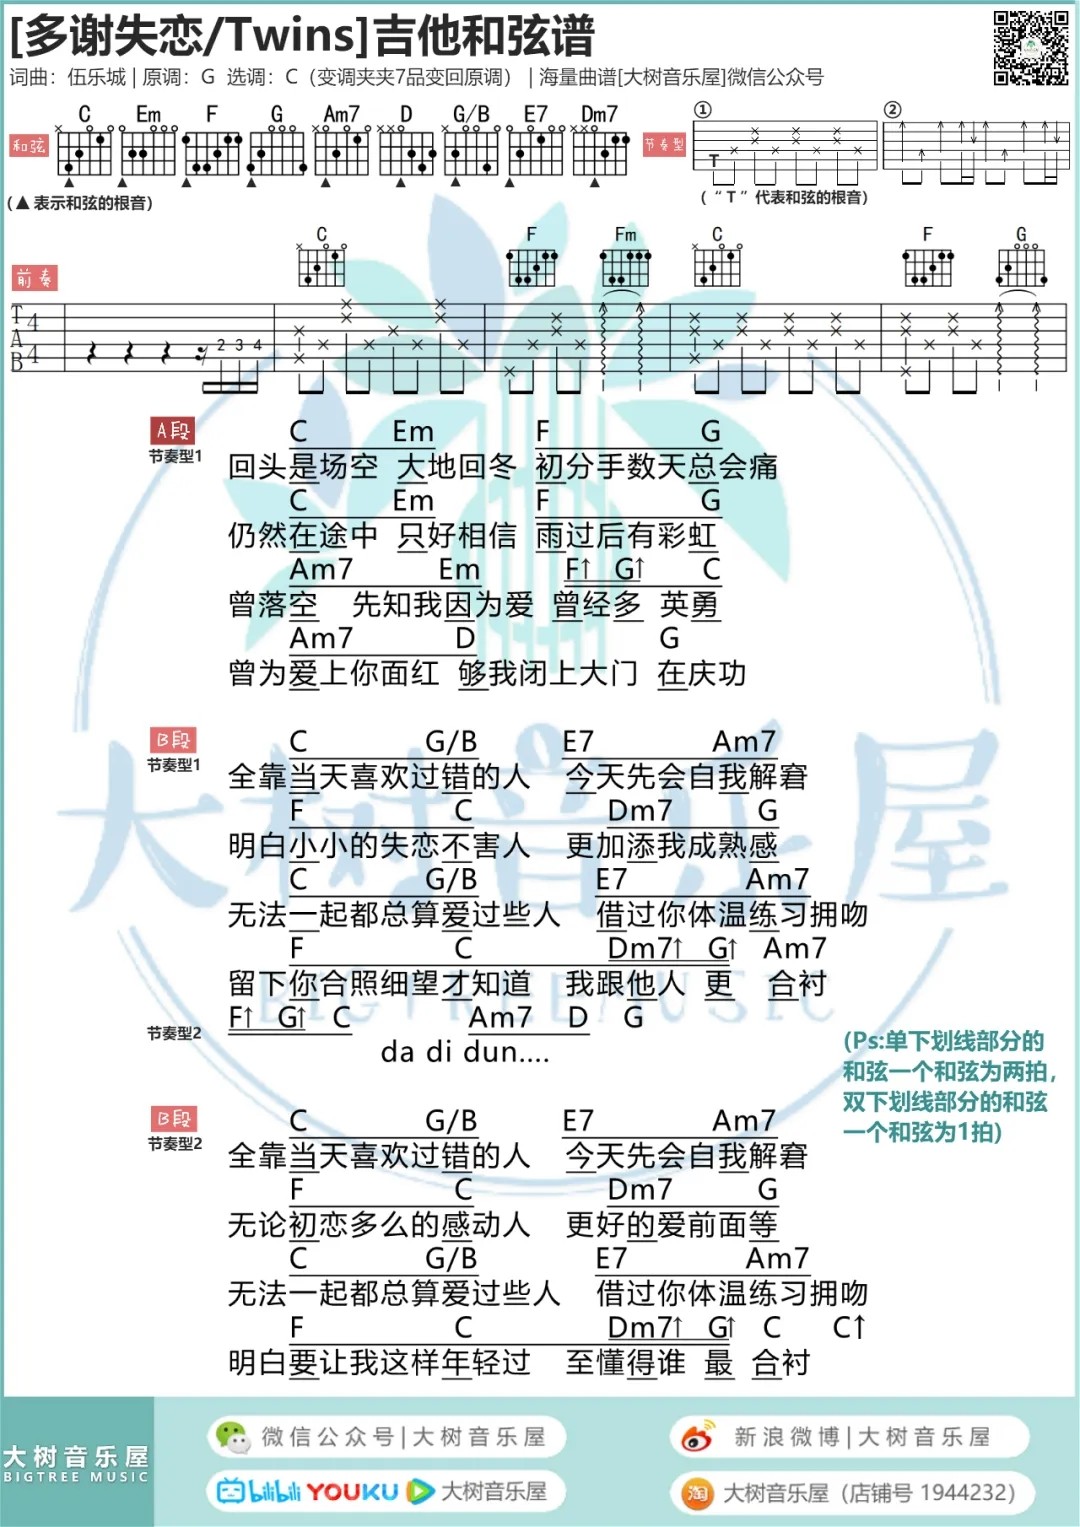 [多谢失恋/Twins]吉他和弦谱
词曲：伍乐城 | 原调：G 选调：C（变调夹夹7品变回原调） | 海量曲谱[大树音乐屋]微信公众号
C Em F G Am7 D G/B E7 Dm7 ① ②
和弦 节奏型
T
(▲表示和弦的根音) (“T”代表和弦的根音)
C F Fm C F G
前奏
T A B 4 4 2 3 4
A段 C Em F G
节奏型1 回头是场空 大地回冬 初分手数天总会痛
C Em F G
仍然在途中 只好相信 雨过后有彩虹
Am7 Em F↑ G↑ C
曾落空 先知我因为爱 曾经多 英勇
Am7 D G
曾为爱上你面红 够我闭上大门 在庆功
B段 C G/B E7 Am7
节奏型1 全靠当天喜欢过错的人 今天先会自我解窘
F C Dm7 G
明白小小的失恋不害人 更加添我成熟感
C G/B E7 Am7
无法一起都总算爱过些人 借过你体温练习拥吻
F C Dm7↑ G↑ Am7
留下你合照细望才知道 我跟他人 更 合衬
节奏型2 F↑ G↑ C Am7 D G
da di dun....
(Ps:单下划线部分的
和弦一个和弦为两拍，
双下划线部分的和弦
一个和弦为1拍)
B段 C G/B E7 Am7
节奏型2 全靠当天喜欢过错的人 今天先会自我解窘
F C Dm7 G
无论初恋多么的感动人 更好的爱前面等
C G/B E7 Am7
无法一起都总算爱过些人 借过你体温练习拥吻
F C Dm7↑ G↑ C C↑
明白要让我这样年轻过 至懂得谁 最 合衬
大树音乐屋
BIGTREE MUSIC
大树音乐屋
BIGTREE MUSIC
微信公众号|大树音乐屋
新浪微博|大树音乐屋
bilibili YOUKU 大树音乐屋
淘 大树音乐屋（店铺号 1944232）